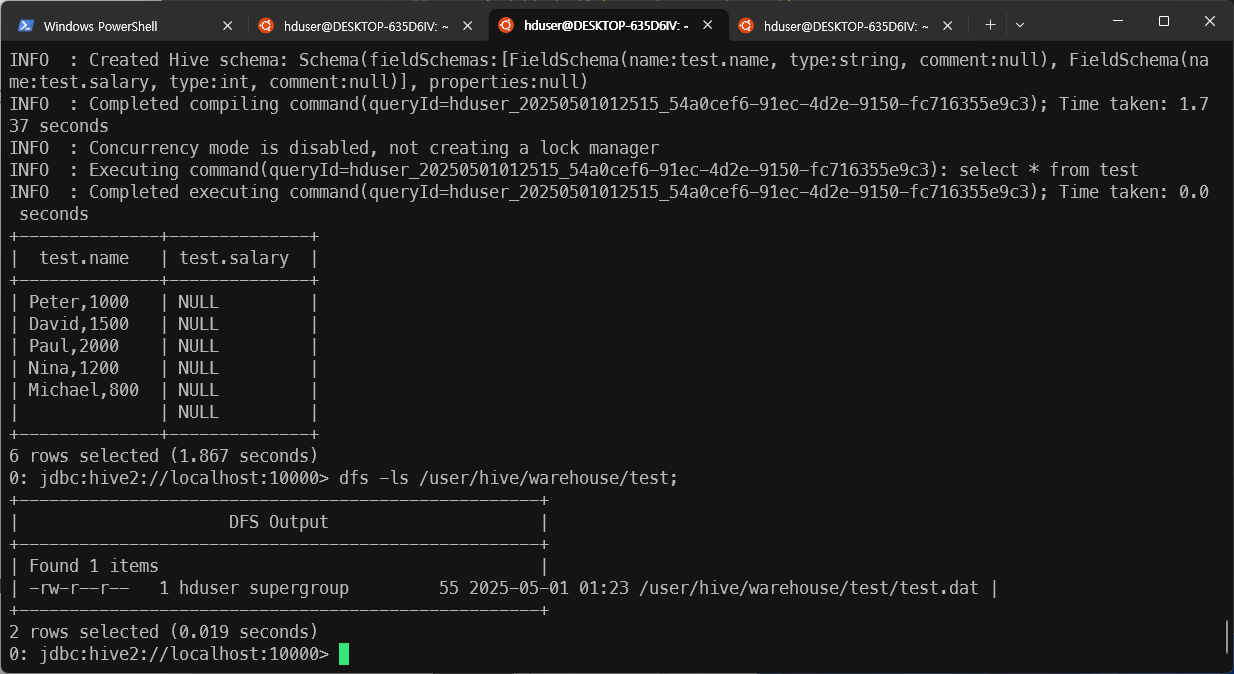 Windows PowerShell
hduser@DESKTOP-635D6IV: ~
hduser@DESKTOP-635D6IV: ~
hduser@DESKTOP-635D6IV: ~
INFO  : Created Hive schema: Schema(fieldSchemas:[FieldSchema(name:test.name, type:string, comment:null), FieldSchema(na
me:test.salary, type:int, comment:null)], properties:null)
INFO  : Completed compiling command(queryId=hduser_20250501012515_54a0cef6-91ec-4d2e-9150-fc716355e9c3); Time taken: 1.7
37 seconds
INFO  : Concurrency mode is disabled, not creating a lock manager
INFO  : Executing command(queryId=hduser_20250501012515_54a0cef6-91ec-4d2e-9150-fc716355e9c3): select * from test
INFO  : Completed executing command(queryId=hduser_20250501012515_54a0cef6-91ec-4d2e-9150-fc716355e9c3); Time taken: 0.0
 seconds
+--------------+--------------+
|  test.name   | test.salary  |
+--------------+--------------+
| Peter,1000   | NULL         |
| David,1500   | NULL         |
| Paul,2000    | NULL         |
| Nina,1200    | NULL         |
| Michael,800  | NULL         |
|              | NULL         |
+--------------+--------------+
6 rows selected (1.867 seconds)
0: jdbc:hive2://localhost:10000> dfs -ls /user/hive/warehouse/test;
+----------------------------------------------------+
|                     DFS Output                     |
+----------------------------------------------------+
| Found 1 items                                      |
| -rw-r--r--   1 hduser supergroup         55 2025-05-01 01:23 /user/hive/warehouse/test/test.dat |
+----------------------------------------------------+
2 rows selected (0.019 seconds)
0: jdbc:hive2://localhost:10000>